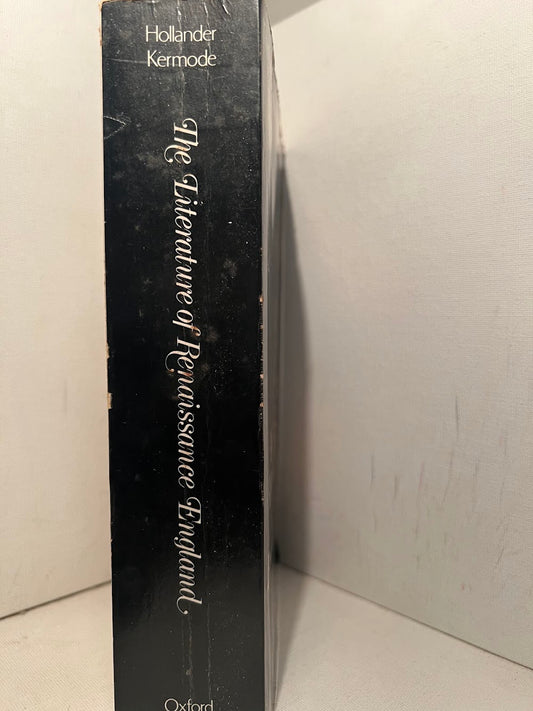 Hollander
Kermode
The Literature of Renaissance England
Oxford